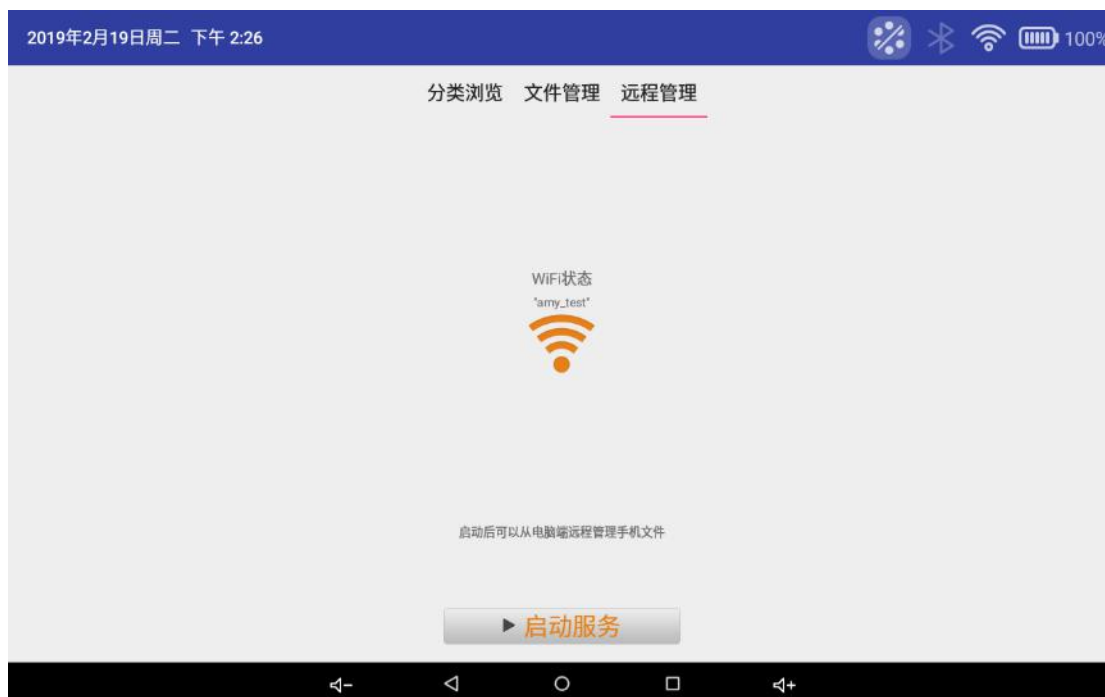 2019年2月19日周二 下午 2:26
100%
分类浏览 文件管理 远程管理
WiFi状态
"amy_test"
启动后可以从电脑端远程管理手机文件
启动服务